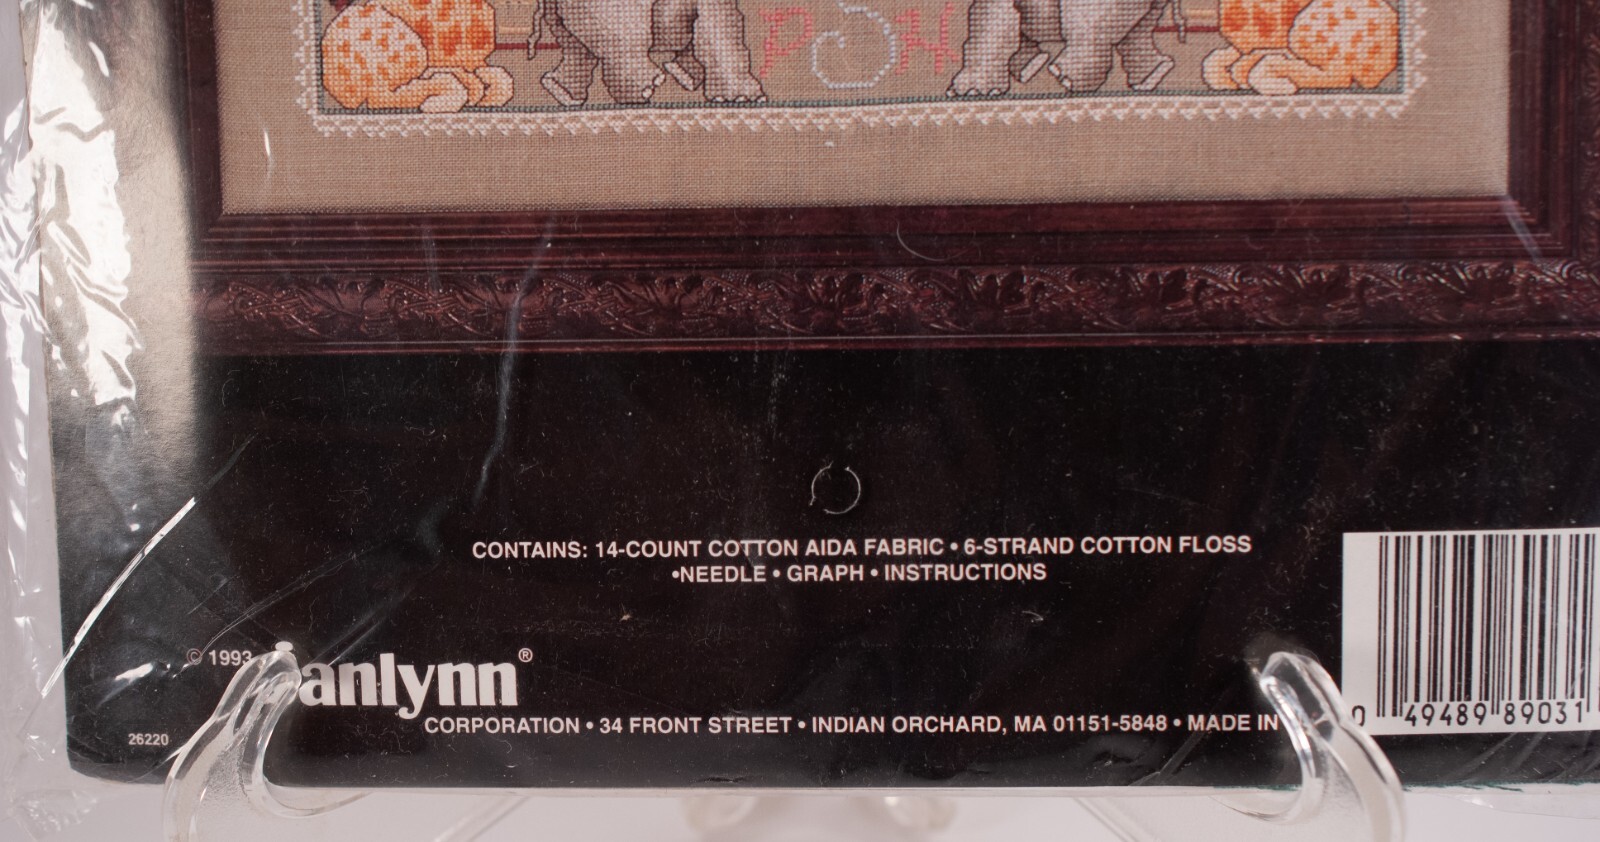 PSH
CONTAINS: 14-COUNT COTTON AIDA FABRIC • 6-STRAND COTTON FLOSS
•NEEDLE • GRAPH • INSTRUCTIONS
© 1993 janlynn®
CORPORATION • 34 FRONT STREET • INDIAN ORCHARD, MA 01151-5848 • MADE IN
26220
0 49489 89031